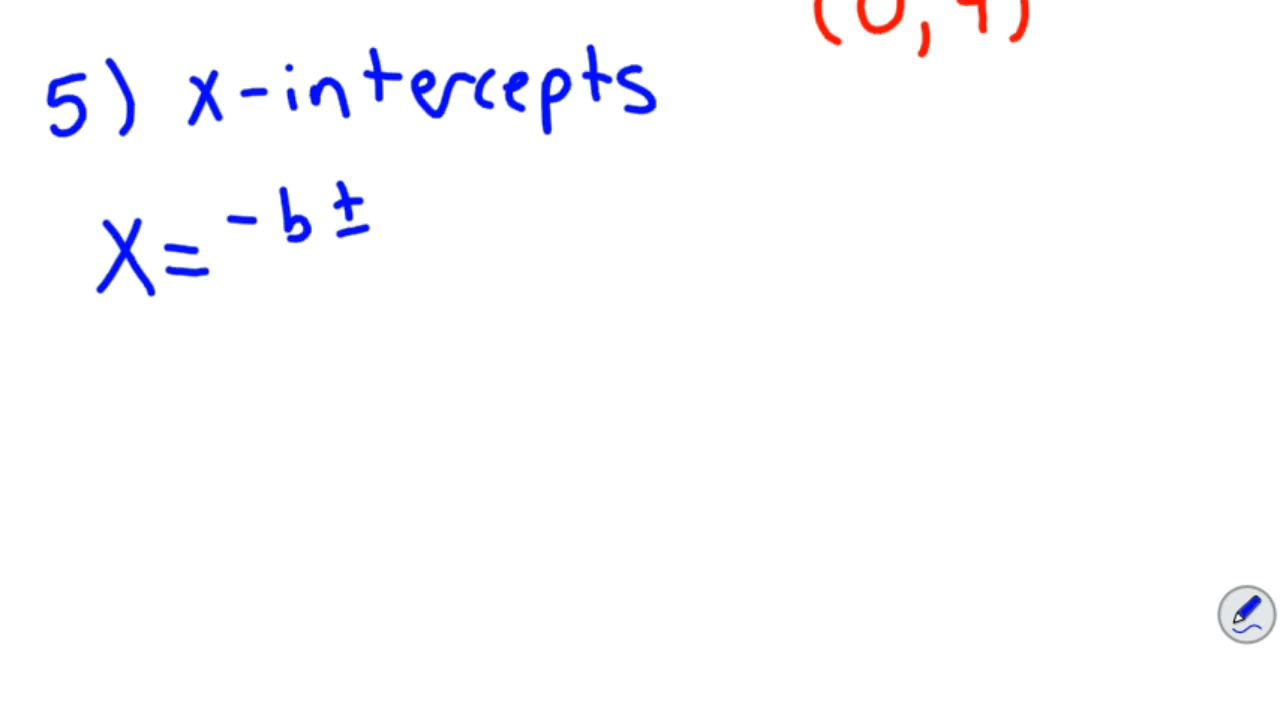 (0,4)
5) x-intercepts
X = -b ±